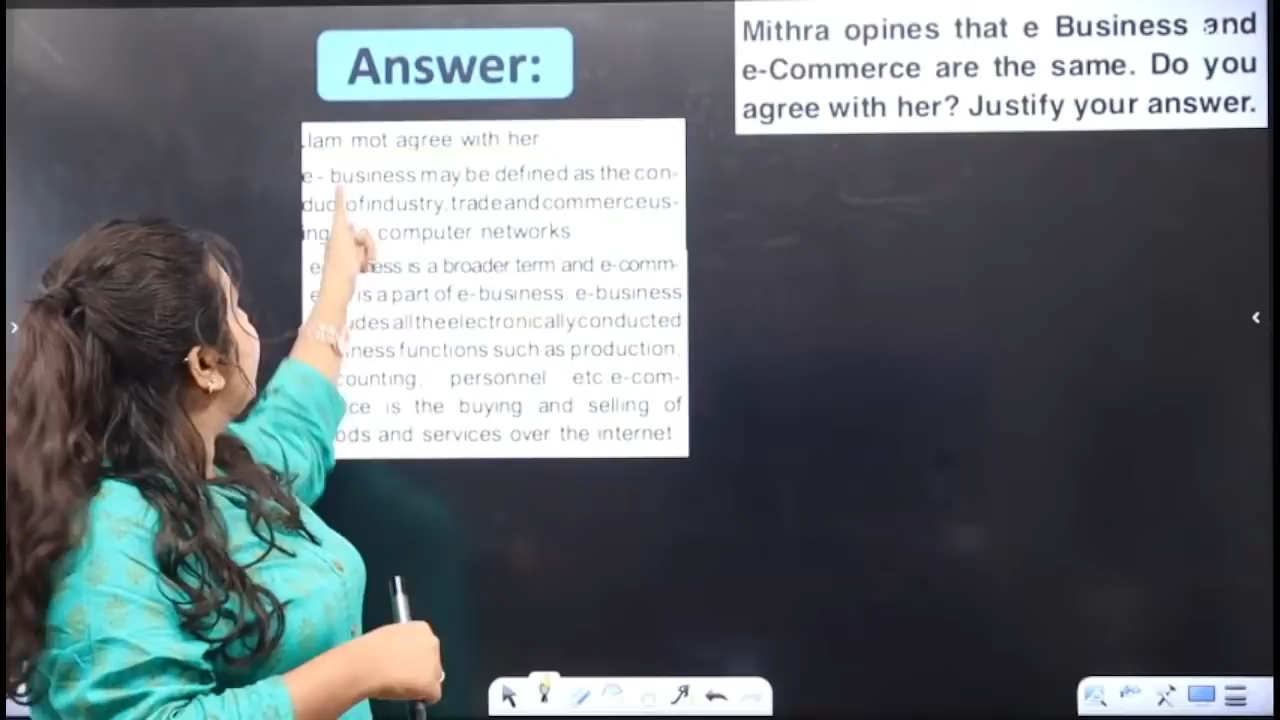 Answer:
Mithra opines that e Business and
e-Commerce are the same. Do you
agree with her? Justify your answer.
Iam mot agree with her
e - business may be defined as the con-
of industry, trade and commerce us-
computer networks
is a broader term and e-comm-
is a part of e-business. e-business
all the electronically conducted
functions such as production,
personnel etc. e-com-
is the buying and selling of
and services over the internet